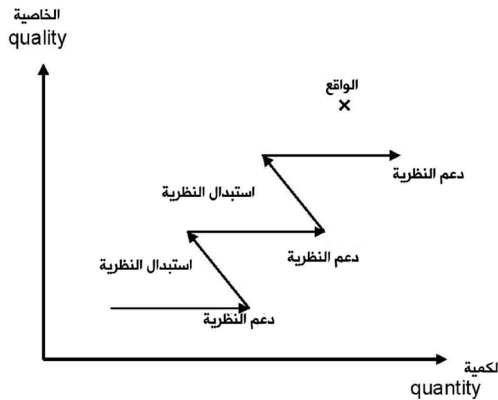 الخاصية
quality
الواقع
دعم النظرية
استبدال النظرية
دعم النظرية
استبدال النظرية
دعم النظرية
لكمية
quantity